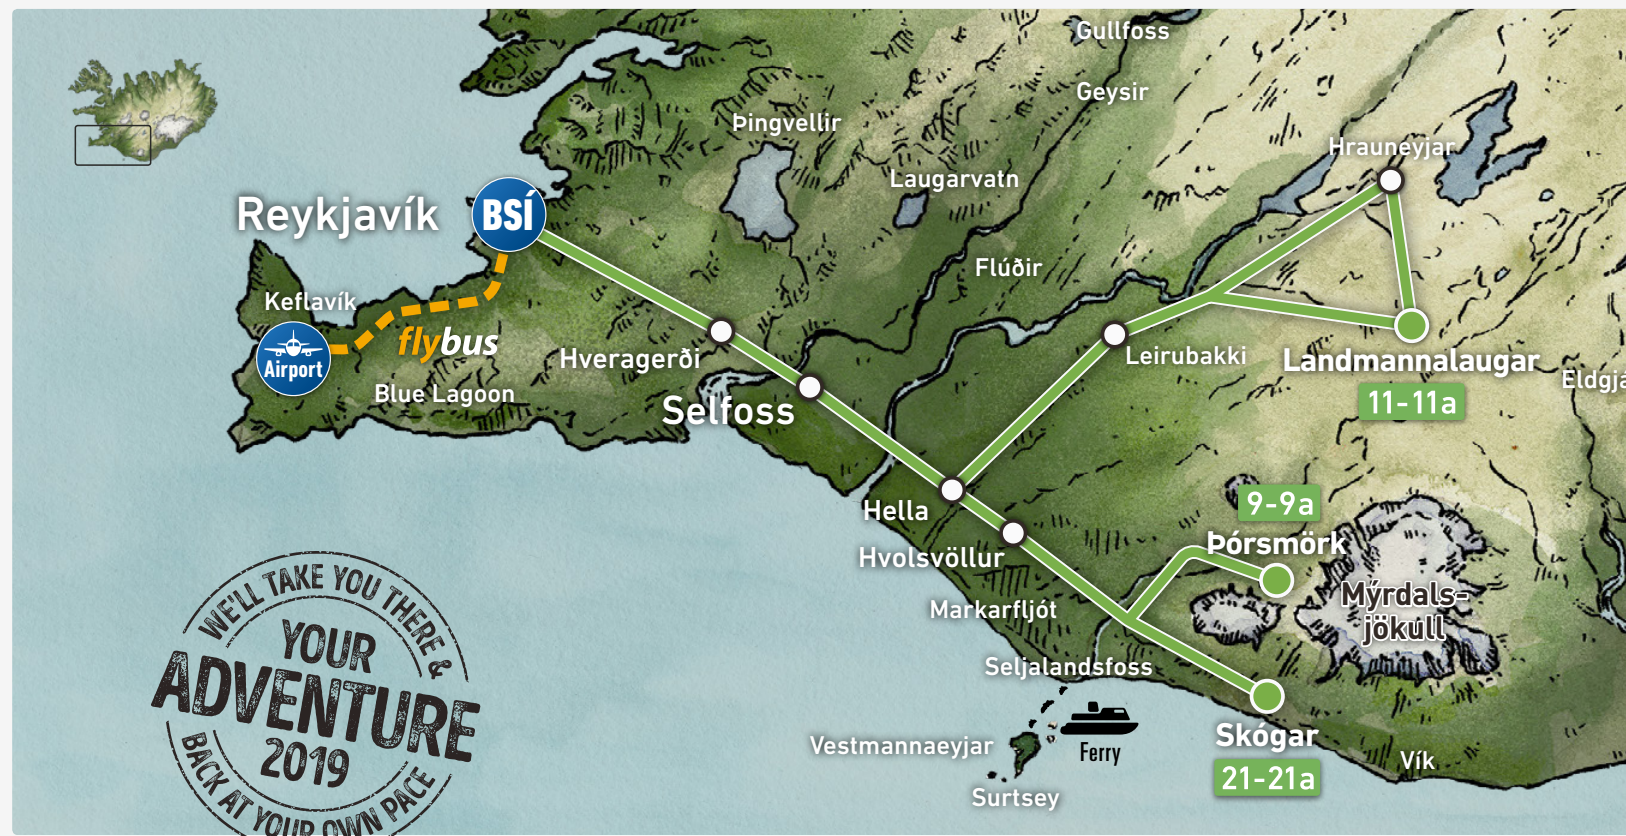 Gullfoss
Geysir
Þingvellir
Hrauneyjar
Laugarvatn
Reykjavík
BSÍ
Flúðir
Keflavík
flybus
Airport
Hveragerði
Leirubakki
Landmannalaugar
Blue Lagoon
Eldgjá
Selfoss
11-11a
9-9a
Hella
Þórsmörk
Hvolsvöllur
Mýrdals-
jökull
Markarfljót
WE'LL TAKE YOU THERE &
YOUR
ADVENTURE
2019
BACK AT YOUR OWN PACE
Seljalandsfoss
Skógar
Vestmannaeyjar
Ferry
Vík
21-21a
Surtsey